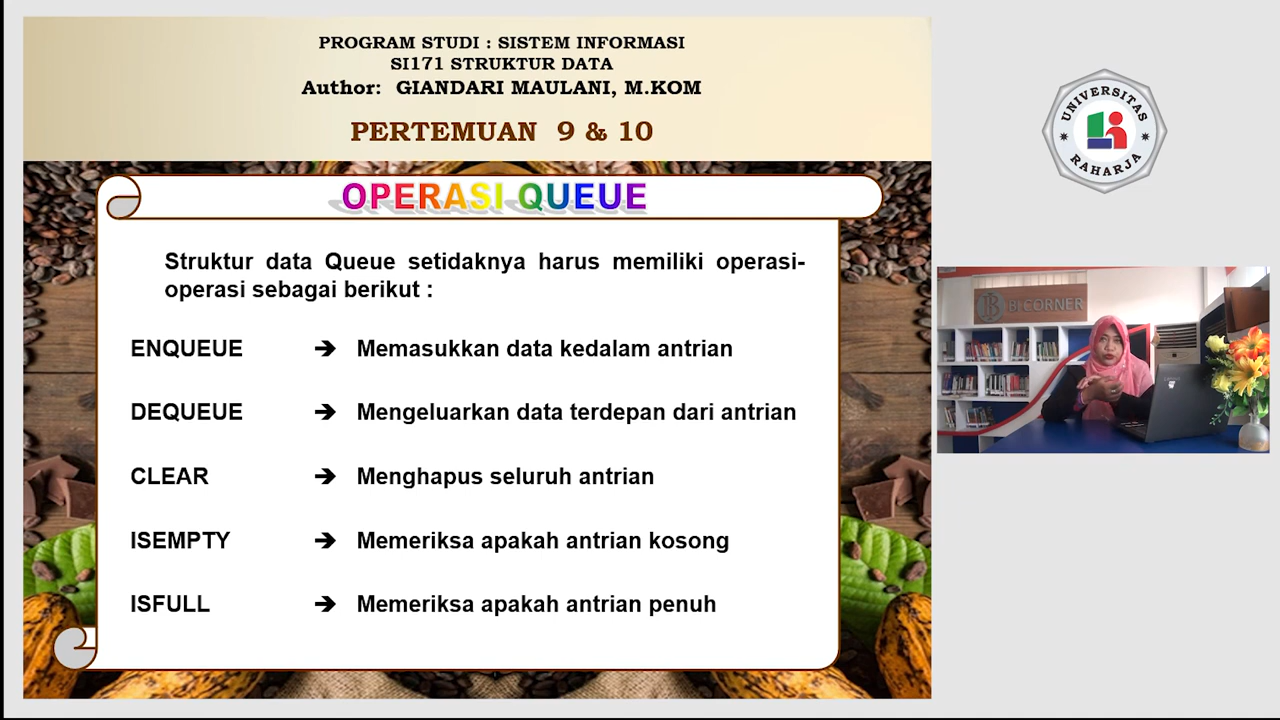 PROGRAM STUDI : SISTEM INFORMASI
SI171 STRUKTUR DATA
Author: GIANDARI MAULANI, M.KOM
PERTEMUAN 9 & 10
OPERASI QUEUE
Struktur data Queue setidaknya harus memiliki operasi-
operasi sebagai berikut :
ENQUEUE ➔ Memasukkan data kedalam antrian
DEQUEUE ➔ Mengeluarkan data terdepan dari antrian
CLEAR ➔ Menghapus seluruh antrian
ISEMPTY ➔ Memeriksa apakah antrian kosong
ISFULL ➔ Memeriksa apakah antrian penuh
UNIVERSITAS
RAHARJA
BI CORNER